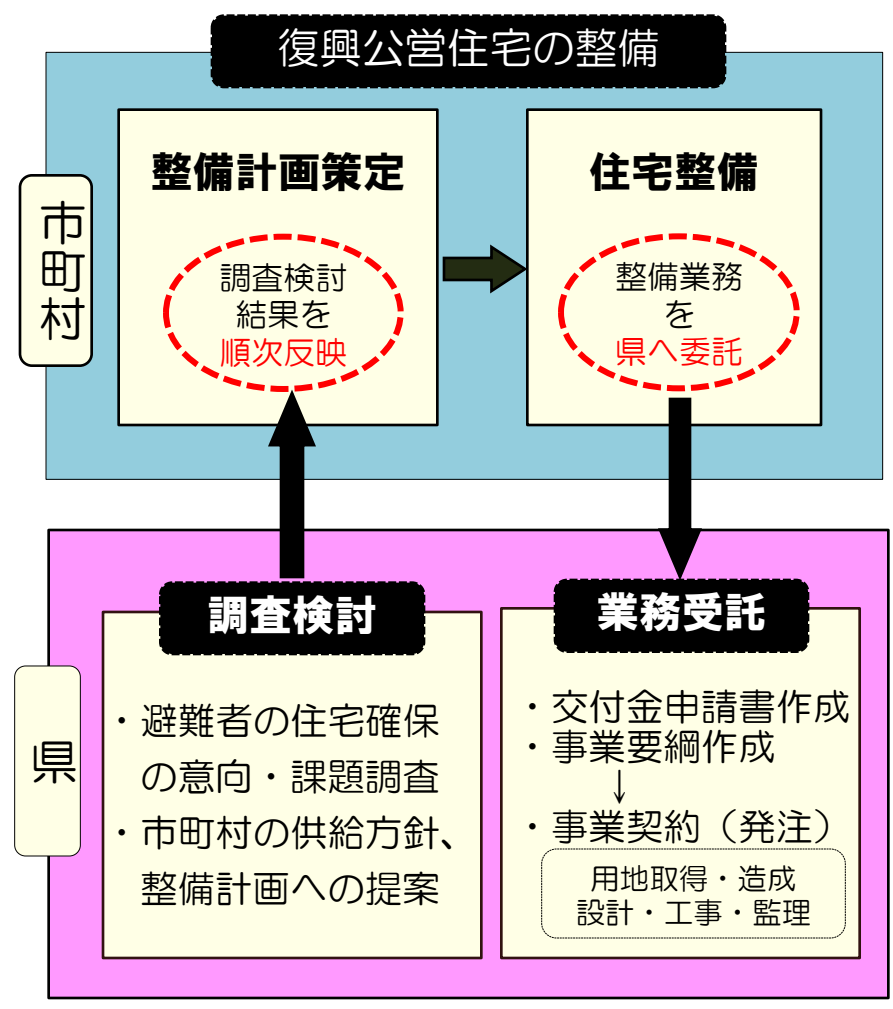 復興公営住宅の整備
市町村
整備計画策定
調査検討
結果を
順次反映
住宅整備
整備業務
を
県へ委託
県
調査検討
・避難者の住宅確保
の意向・課題調査
・市町村の供給方針、
整備計画への提案
業務受託
・交付金申請書作成
・事業要綱作成
↓
・事業契約（発注）
用地取得・造成
設計・工事・監理